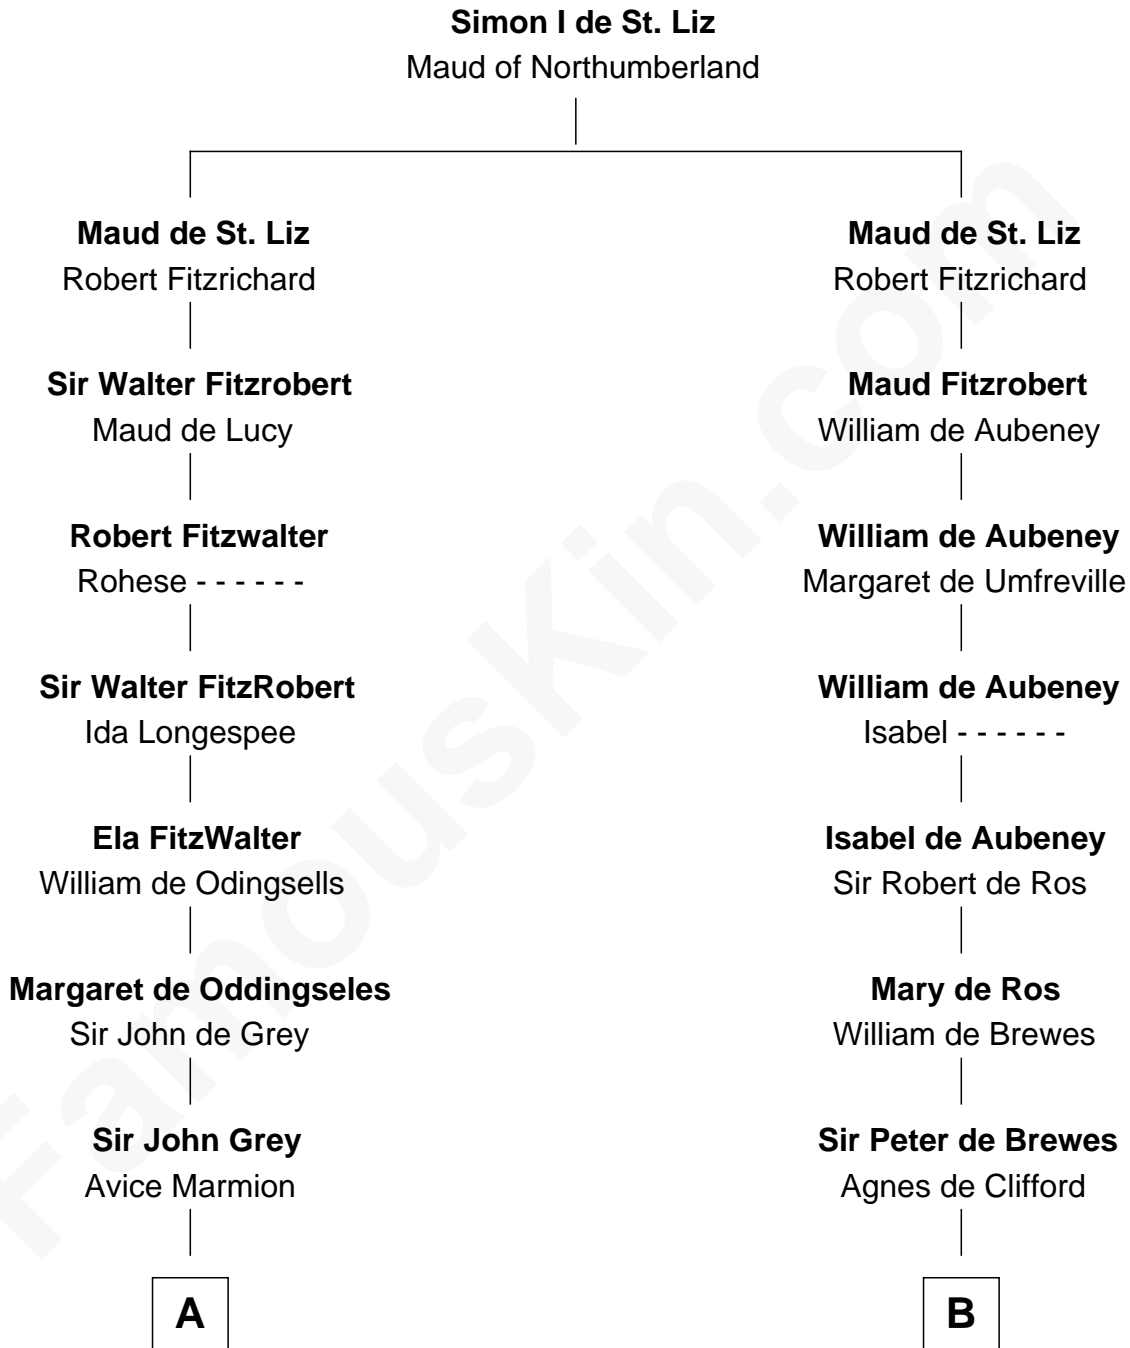 Simon I de St. Liz
Maud of Northumberland
Maud de St. Liz
Robert Fitzrichard
Maud de St. Liz
Robert Fitzrichard
Sir Walter Fitzrobert
Maud de Lucy
Maud Fitzrobert
William de Aubeney
Robert Fitzwalter
Rohese - - - - - -
William de Aubeney
Margaret de Umfreville
Sir Walter FitzRobert
Ida Longespee
William de Aubeney
Isabel - - - - - -
Ela FitzWalter
William de Odingsells
Isabel de Aubeney
Sir Robert de Ros
Margaret de Oddingseles
Sir John de Grey
Mary de Ros
William de Brewes
Sir John Grey
Avice Marmion
Sir Peter de Brewes
Agnes de Clifford
A
B
FamousKin.com